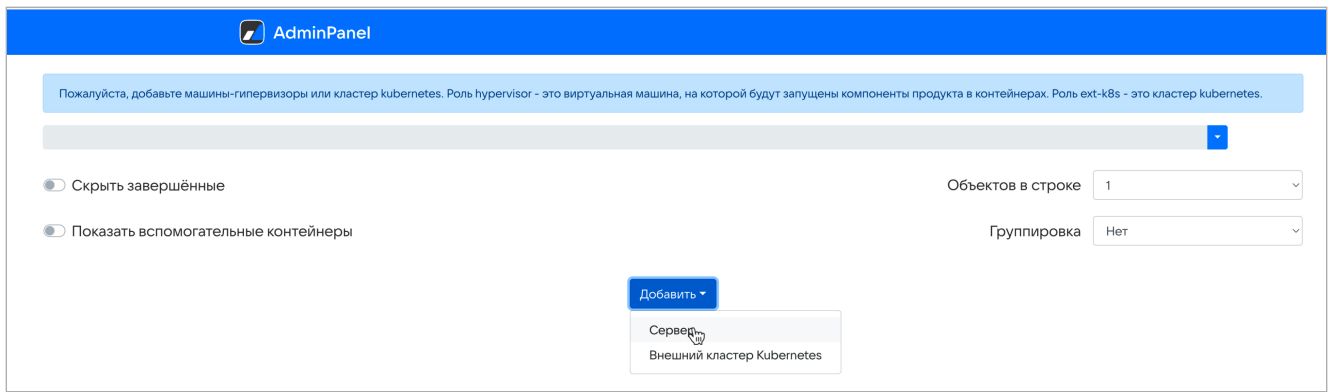 AdminPanel
Пожалуйста, добавьте машины-гипервизоры или кластер kubernetes. Роль hypervisor - это виртуальная машина, на которой будут запущены компоненты продукта в контейнерах. Роль ext-k8s - это кластер kubernetes.
Скрыть завершённые
Объектов в строке
1
Показать вспомогательные контейнеры
Группировка
Нет
Добавить
Сервер
Внешний кластер Kubernetes